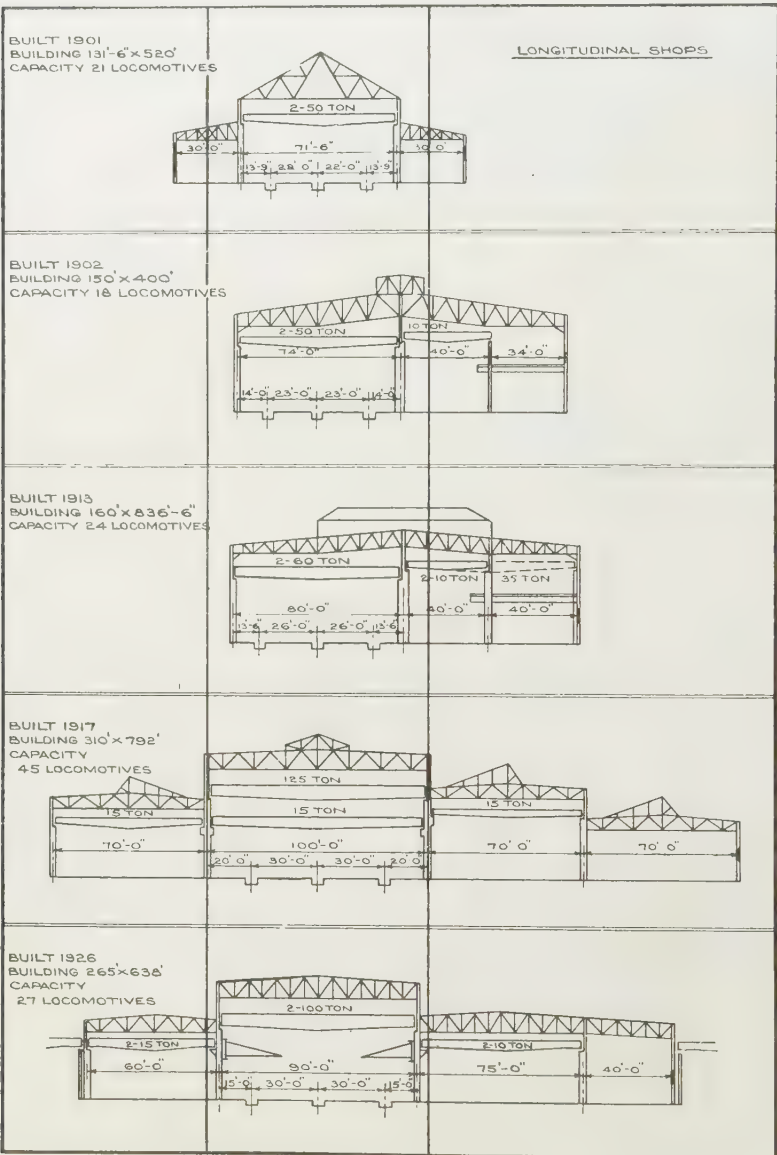 BUILT 1901
BUILDING 131'-6" × 520'
CAPACITY 21 LOCOMOTIVES
LONGITUDINAL SHOPS
2-50 TON
30'-0" 71'-6" 30'0"
13'-9" 28'0" 22'0" 13'-9"
BUILT 1902
BUILDING 150' × 400'
CAPACITY 18 LOCOMOTIVES
2-50 TON 10 TON
74'-0" 40'-0" 34'-0"
14'-0" 23'-0" 23'-0" 14'-0"
BUILT 1913
BUILDING 160' × 836'-6"
CAPACITY 24 LOCOMOTIVES
2-60 TON 2-10 TON 35 TON
80'-0" 40'-0" 40'-0"
13'-6" 26'-0" 26'-0" 13'-6"
BUILT 1917
BUILDING 310' × 792'
CAPACITY
45 LOCOMOTIVES
125 TON
15 TON 15 TON 15 TON
70'-0" 100'-0" 70'0" 70'0"
20'0" 30'-0" 30'-0" 20'0"
BUILT 1926
BUILDING 265' × 638'
CAPACITY
27 LOCOMOTIVES
2-100 TON
2-15 TON 2-10 TON
60'-0" 90'-0" 75'-0" 40'-0"
15'-0" 30'-0" 30'-0" 15'-0"